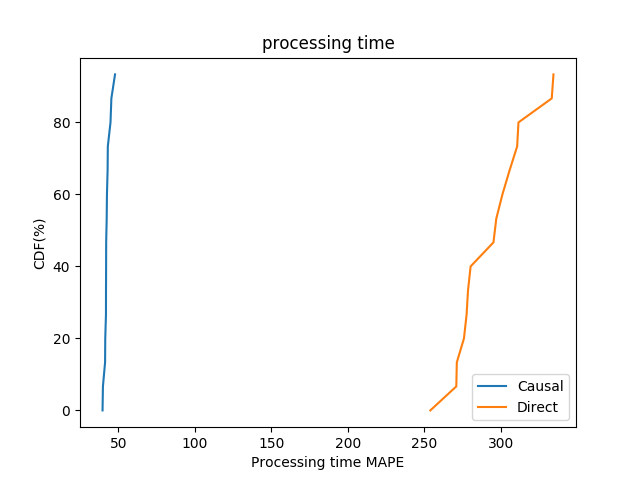 processing time
CDF(%)
80
60
40
20
0
50 100 150 200 250 300
Processing time MAPE
Causal
Direct